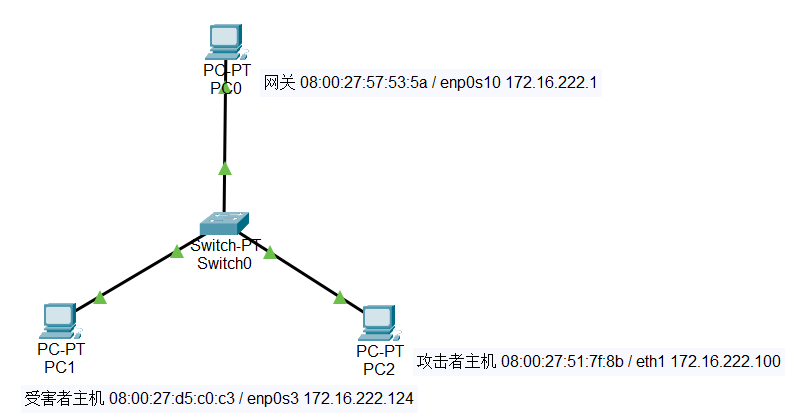 PC-PT
PC0
网关 08:00:27:57:53:5a / enp0s10 172.16.222.1
Switch-PT
Switch0
PC-PT
PC1
受害者主机 08:00:27:d5:c0:c3 / enp0s3 172.16.222.124
PC-PT
PC2
攻击者主机 08:00:27:51:7f:8b / eth1 172.16.222.100